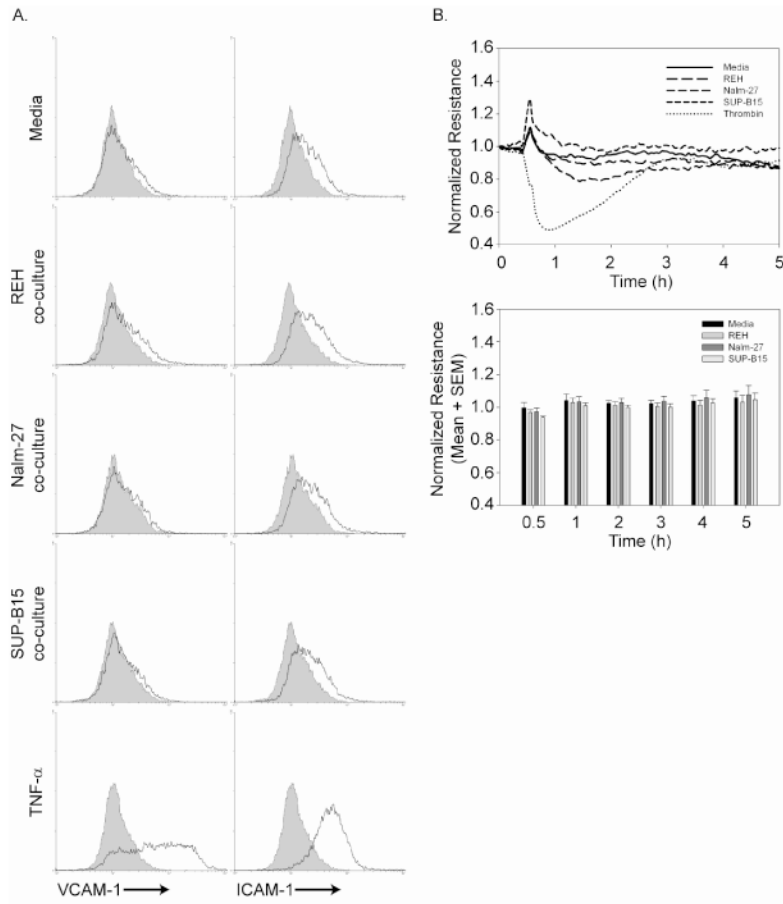 A.
Media
REH
co-culture
Nalm-27
co-culture
SUP-B15
co-culture
TNF-α
VCAM-1
ICAM-1
B.
Normalized Resistance
1.6
1.4
1.2
1.0
0.8
0.6
0.4
Media
REH
Nalm-27
SUP-B15
Thrombin
0 1 2 3 4 5
Time (h)
Normalized Resistance
(Mean + SEM)
1.6
1.4
1.2
1.0
0.8
0.6
0.4
Media
REH
Nalm-27
SUP-B15
0.5 1 2 3 4 5
Time (h)